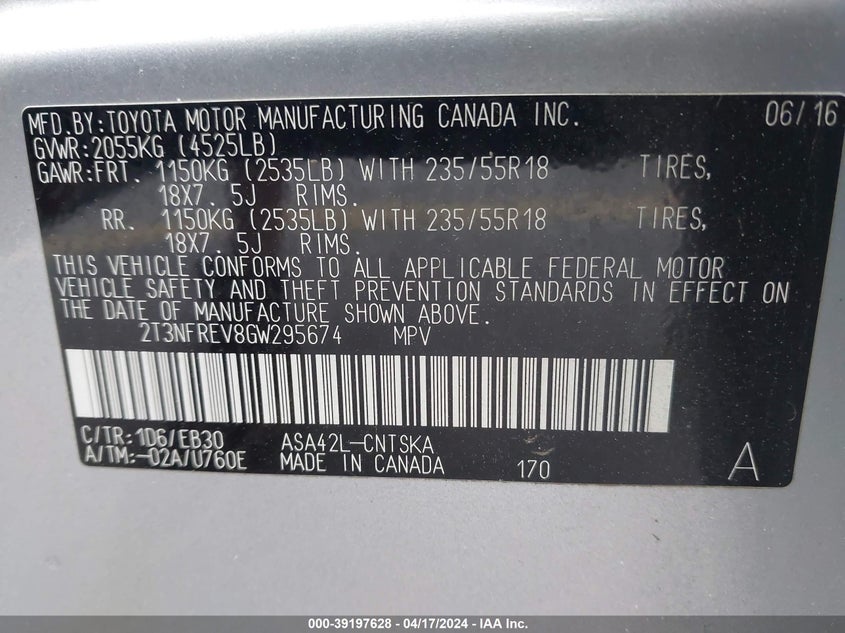 MFD.BY:TOYOTA MOTOR MANUFACTURING CANADA INC. 06/16
GVWR:2055KG (4525LB)
GAWR:FRT. 1150KG (2535LB) WITH 235/55R18 TIRES,
18X7. 5J RIMS.
RR. 1150KG (2535LB) WITH 235/55R18 TIRES,
18X7. 5J RIMS.
THIS VEHICLE CONFORMS TO ALL APPLICABLE FEDERAL MOTOR
VEHICLE SAFETY AND THEFT PREVENTION STANDARDS IN EFFECT ON
THE DATE OF MANUFACTURE SHOWN ABOVE.
2T3NFREV8GW295674 MPV
C/TR:1D6/EB30 ASA42L-CNTSKA
A/TM:-02A/U760E MADE IN CANADA 170 A
000-39197628 - 04/17/2024 - IAA Inc.